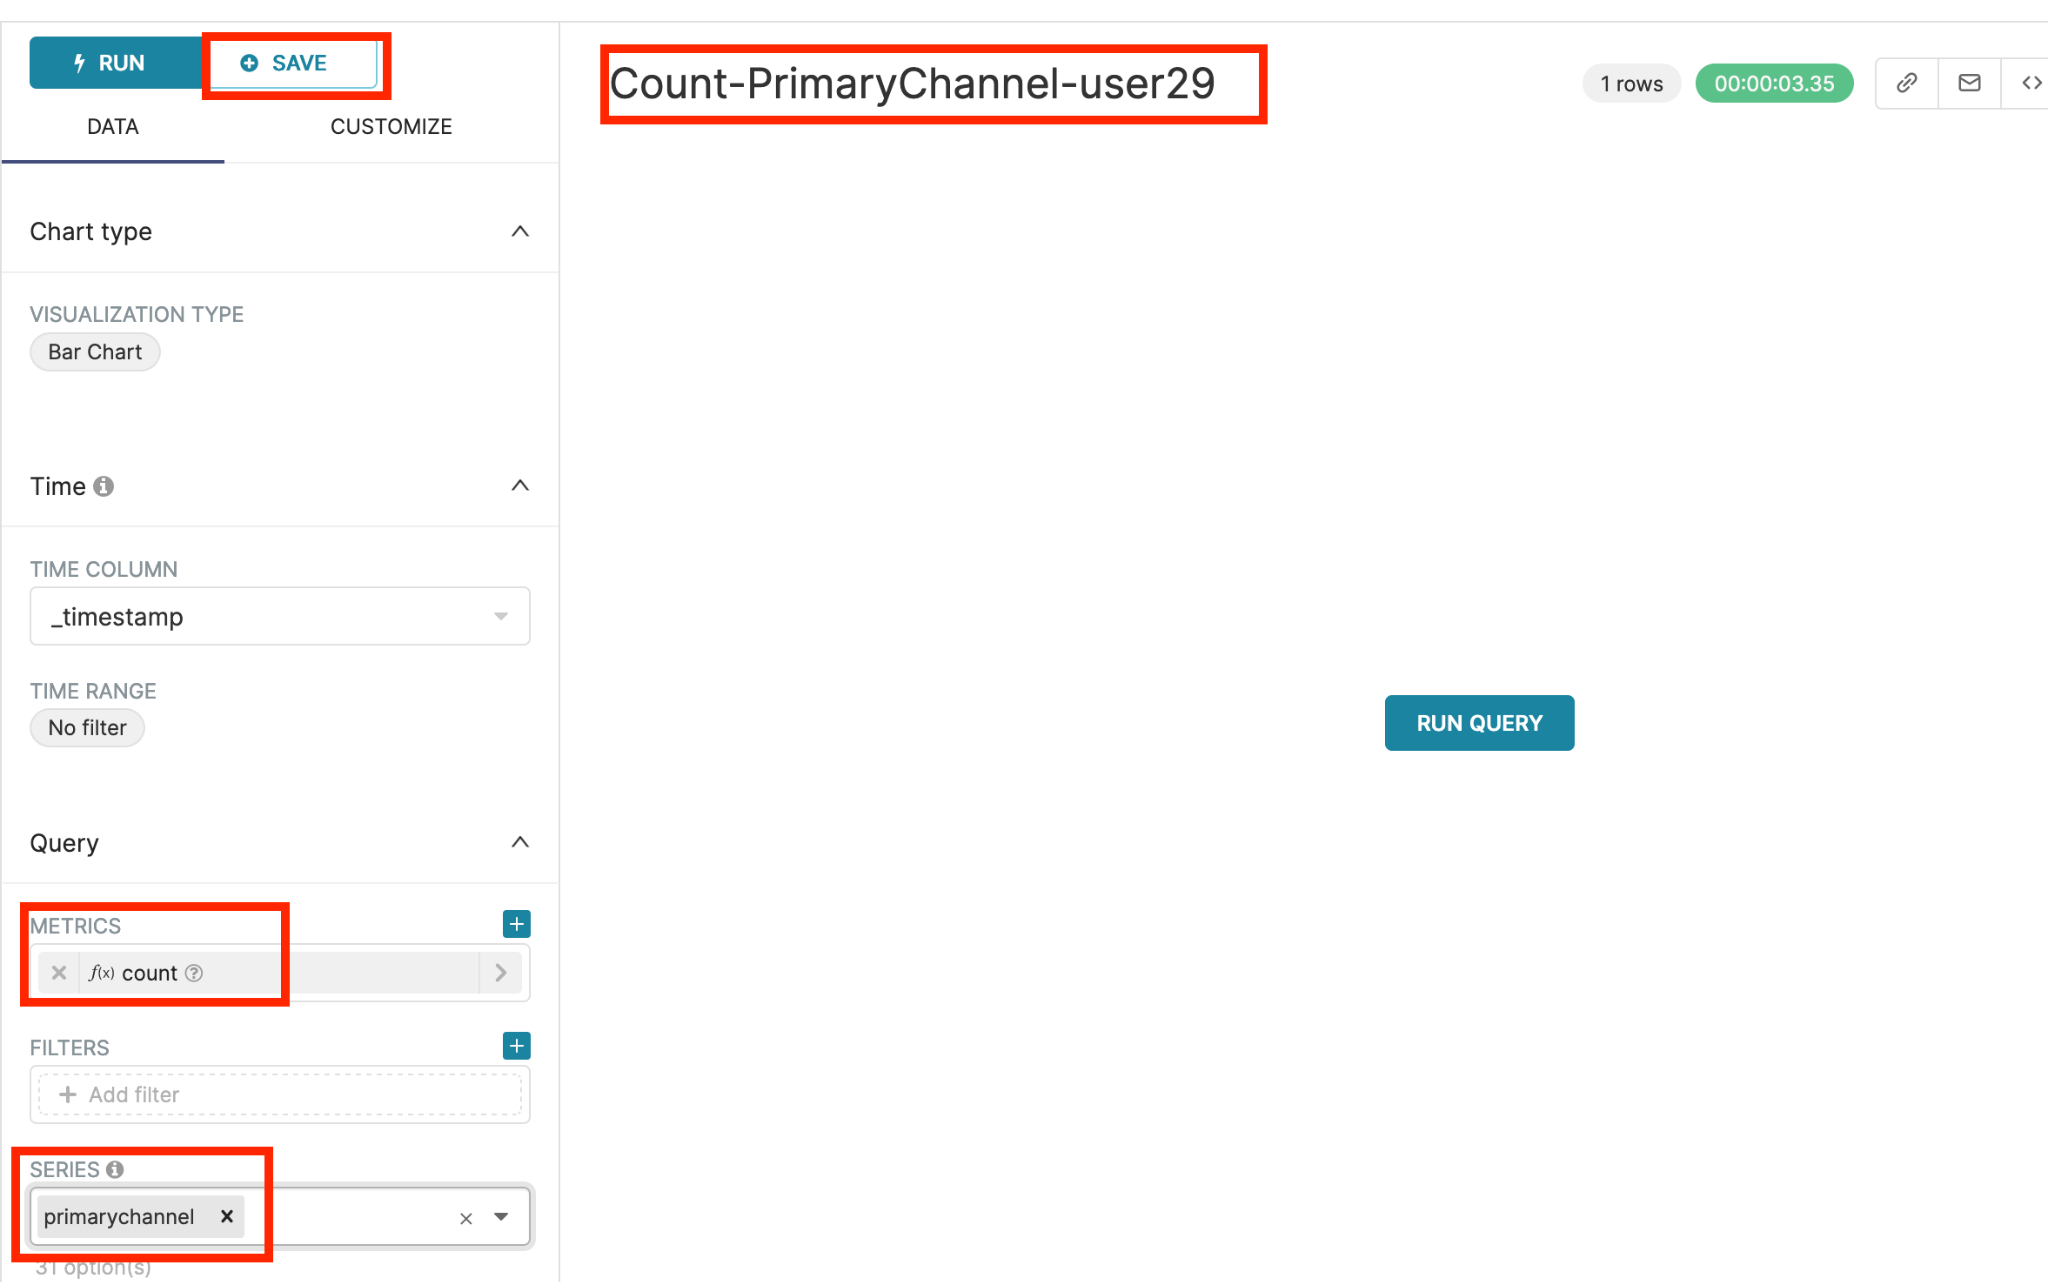 RUN
SAVE
DATA
CUSTOMIZE
Chart type
VISUALIZATION TYPE
Bar Chart
Time
TIME COLUMN
_timestamp
TIME RANGE
No filter
Query
METRICS
f(x) count
FILTERS
Add filter
SERIES
primarychannel
31 option(s)
Count-PrimaryChannel-user29
1 rows
00:00:03.35
RUN QUERY